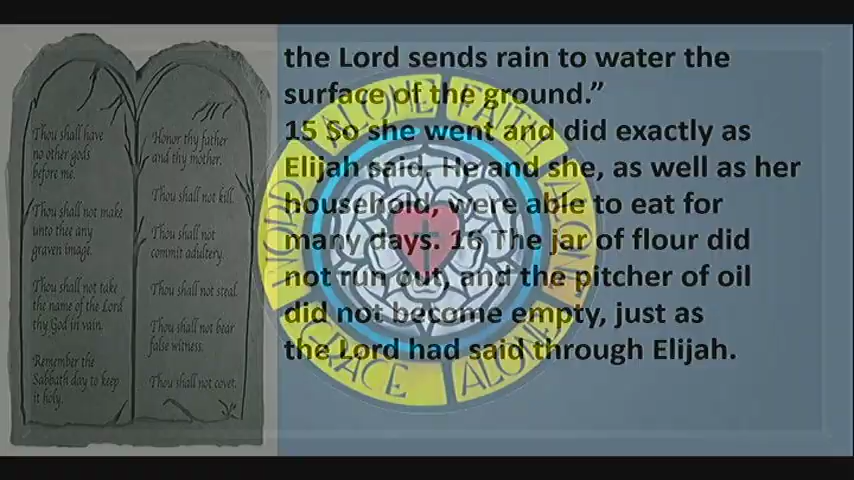 the Lord sends rain to water the
surface of the ground.”
15 So she went and did exactly as
Elijah said. He and she, as well as her
household, were able to eat for
many days. 16 The jar of flour did
not run out, and the pitcher of oil
did not become empty, just as
the Lord had said through Elijah.
Thou shall have
no other gods
before me.
Thou shall not make
unto thee any
graven image.
Thou shall not take
the name of the Lord
thy God in vain.
Remember the
Sabbath day to keep
it holy.
Honor thy father
and thy mother.
Thou shall not kill.
Thou shall not
commit adultery.
Thou shall not steal.
Thou shall not bear
false witness.
Thou shall not covet.
ALONE
FAITH
ALONE
GRACE
ALONE